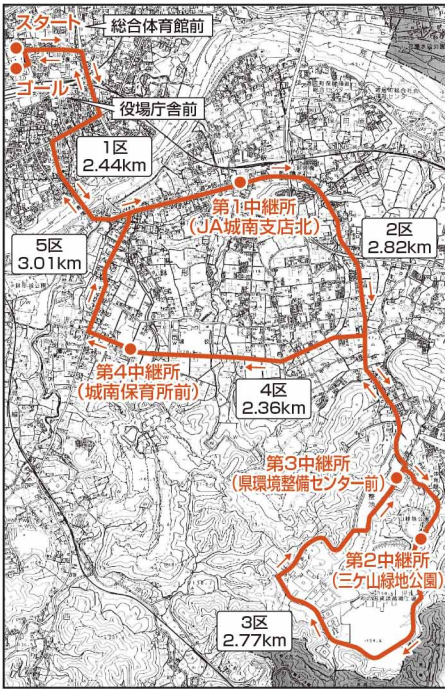 スタート
総合体育館前
ゴール
役場庁舎前
1区
2.44km
第1中継所
(JA城南支店北)
2区
2.82km
5区
3.01km
第4中継所
(城南保育所前)
4区
2.36km
第3中継所
(県環境整備センター前)
第2中継所
(三ケ山緑地公園)
3区
2.77km